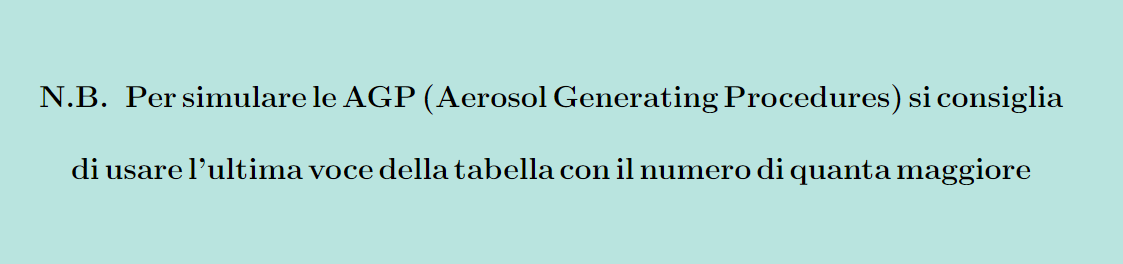 N.B. Per simulare le AGP (Aerosol Generating Procedures) si consiglia
di usare l'ultima voce della tabella con il numero di quanta maggiore